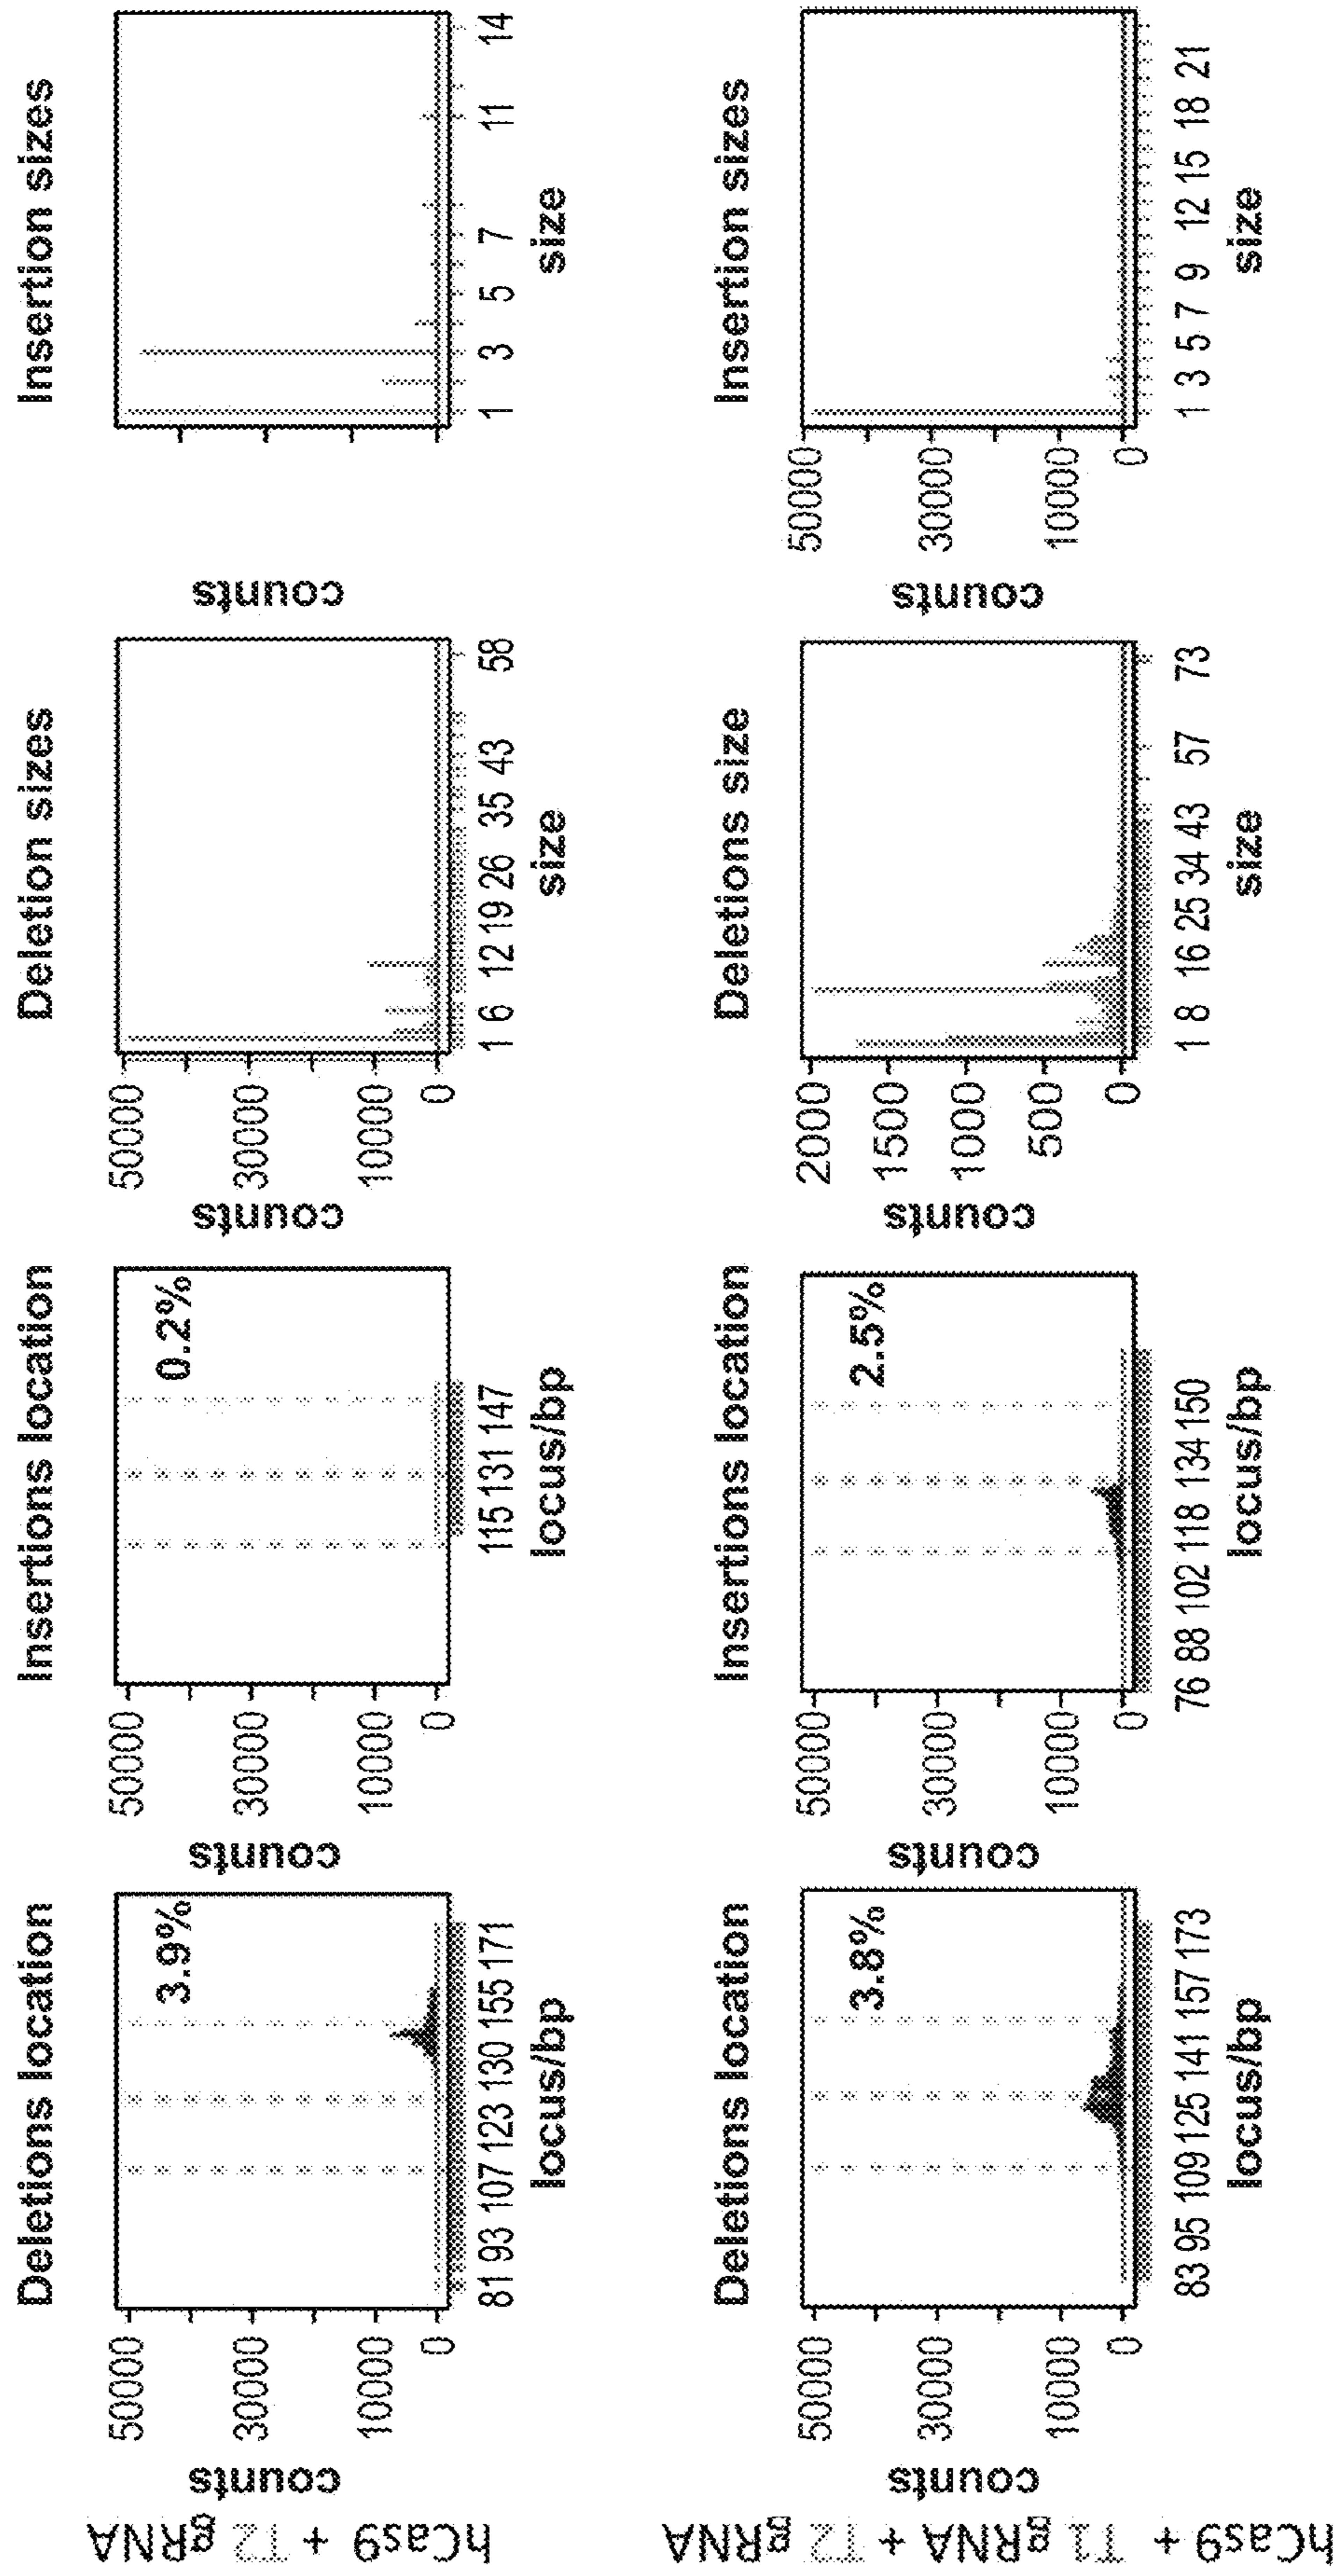 hCas9 + T2 gRNA
Deletions location
3.9%
counts
50000
30000
10000
0
81 93 107 123 130 155 171
locus/bp
Insertions location
0.2%
counts
50000
30000
10000
0
115 131 147
locus/bp
Deletion sizes
counts
50000
30000
10000
0
1 6 12 19 26 35 43 58
size
Insertion sizes
counts
1 3 5 7 11 14
size
hCas9 + T1 gRNA + T2 gRNA
Deletions location
3.8%
counts
50000
30000
10000
0
83 95 109 125 141 157 173
locus/bp
Insertions location
2.5%
counts
50000
30000
10000
0
76 88 102 118 134 150
locus/bp
Deletions size
counts
2000
1500
1000
500
0
1 8 16 25 34 43 57 73
size
Insertion sizes
counts
50000
30000
10000
0
1 3 5 7 9 12 15 18 21
size